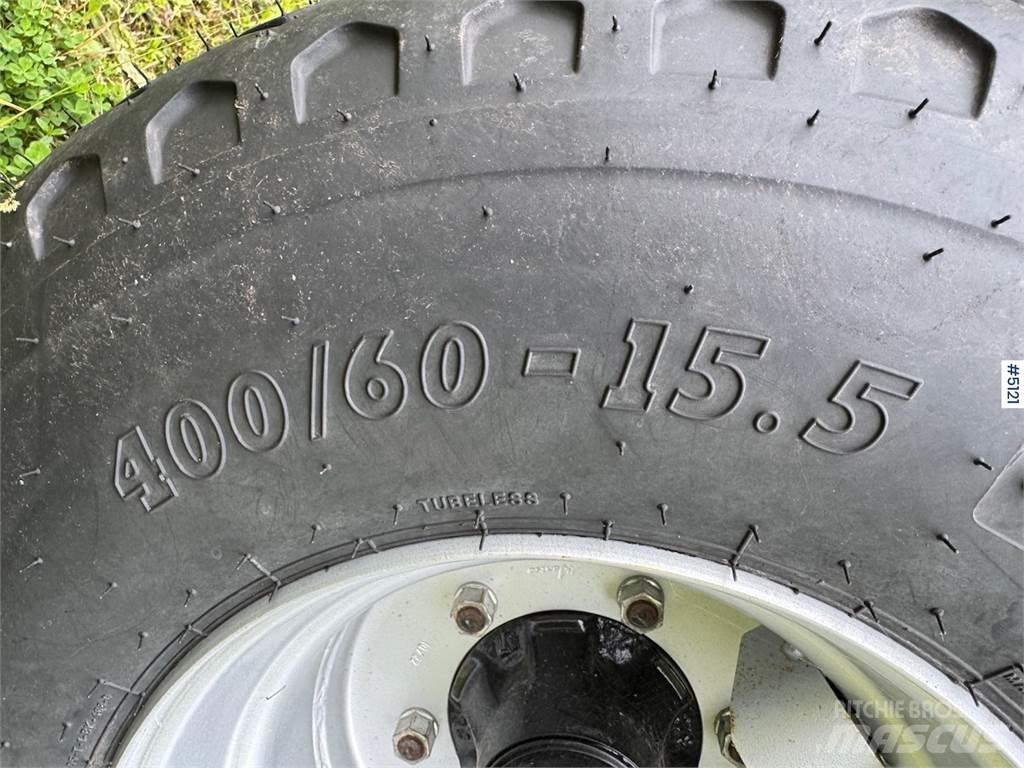 400/60-15.5
TUBELESS
#5121
RITCHIE BROS
MASCUS